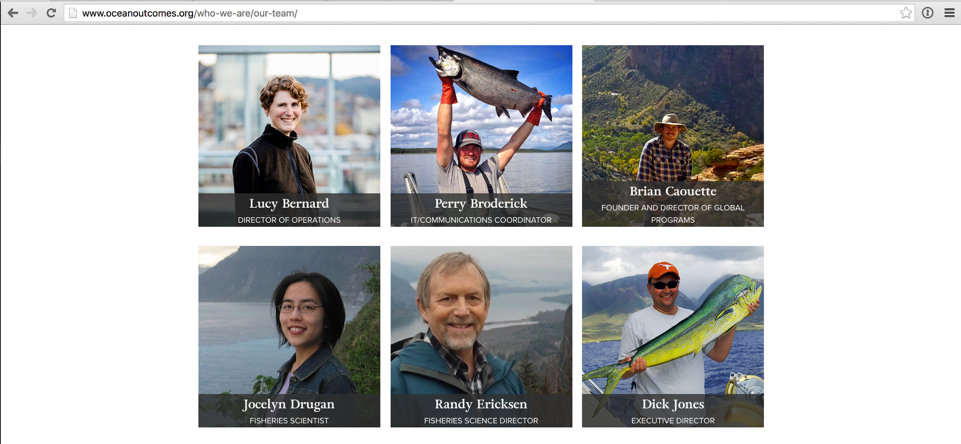 www.oceanoutcomes.org/who-we-are/our-team/
Lucy Bernard
DIRECTOR OF OPERATIONS
Perry Broderick
IT/COMMUNICATIONS COORDINATOR
Brian Caouette
FOUNDER AND DIRECTOR OF GLOBAL
PROGRAMS
Jocelyn Drugan
FISHERIES SCIENTIST
Randy Ericksen
FISHERIES SCIENCE DIRECTOR
Dick Jones
EXECUTIVE DIRECTOR